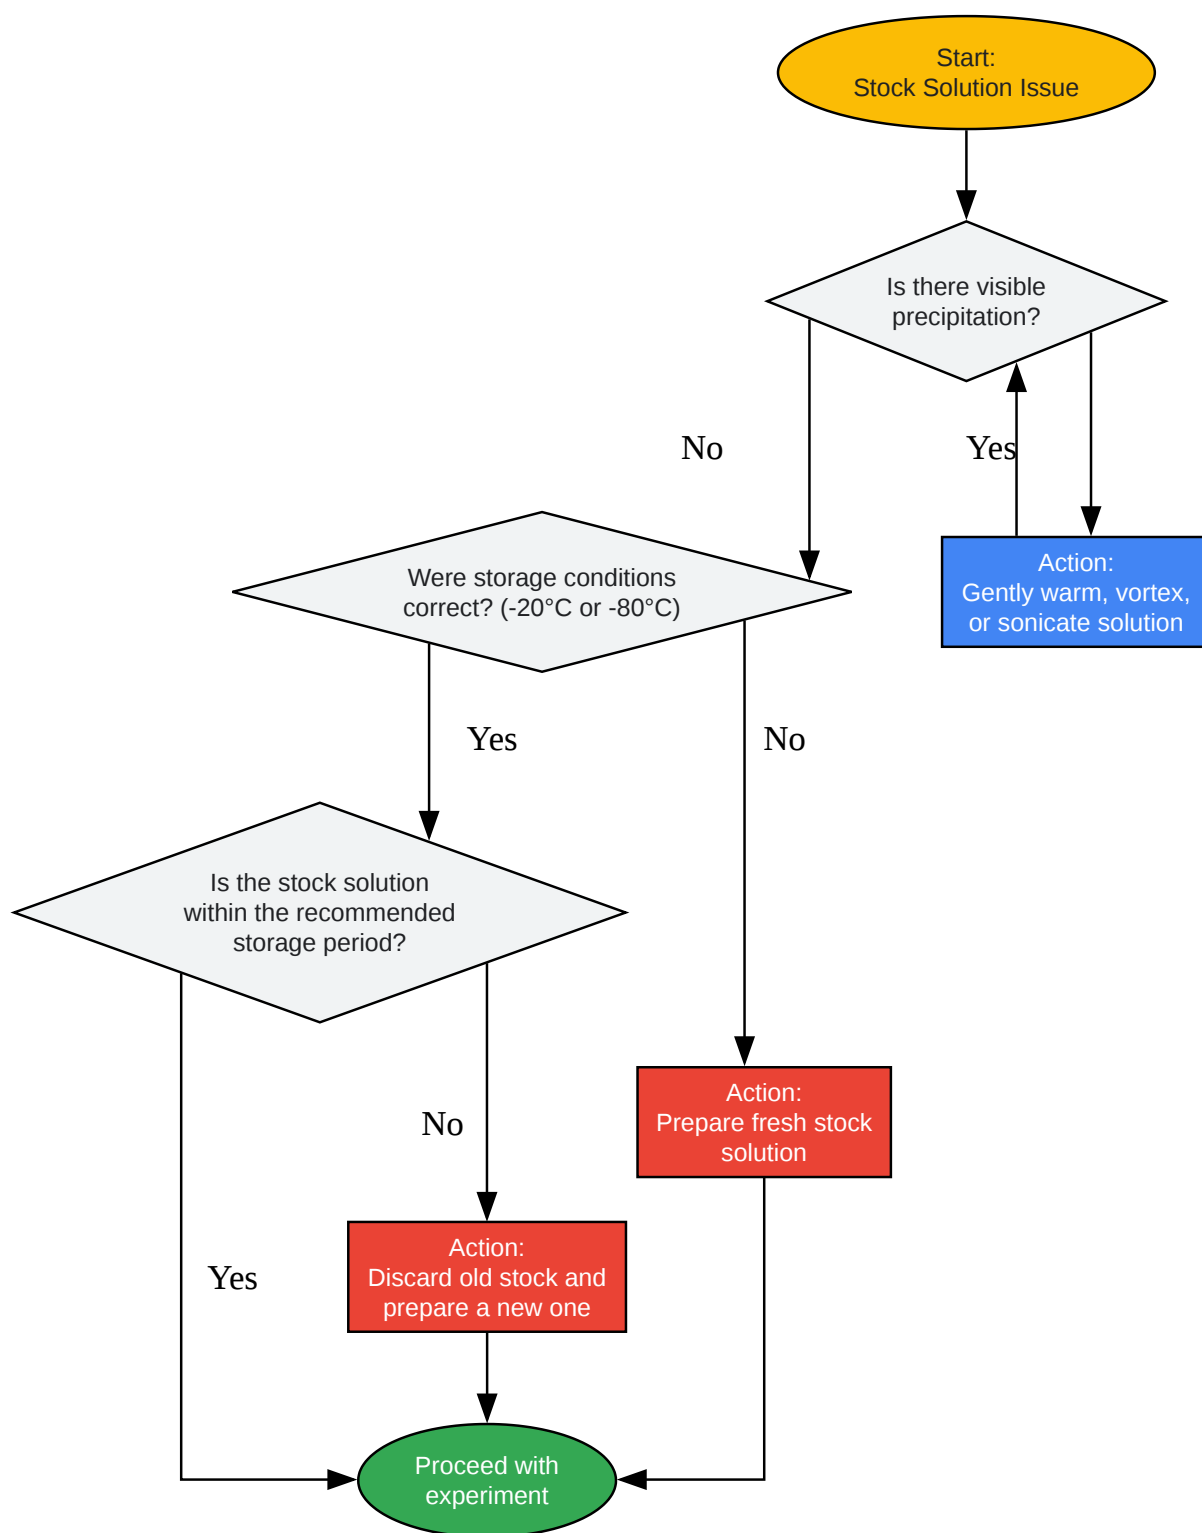 Start:
Stock Solution Issue
Is there visible
precipitation?
No
Yes
Action:
Gently warm, vortex,
or sonicate solution
Were storage conditions
correct? (-20°C or -80°C)
Yes
No
Is the stock solution
within the recommended
storage period?
Action:
Prepare fresh stock
solution
No
Action:
Discard old stock and
prepare a new one
Yes
Proceed with
experiment